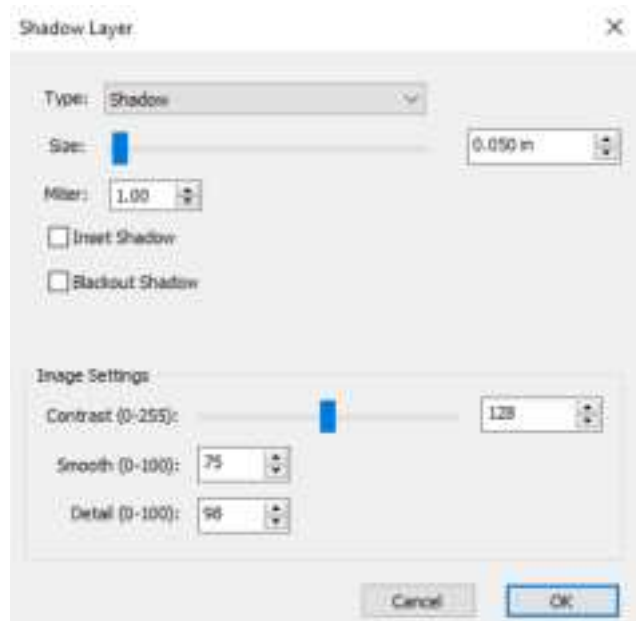 Shadow Layer
Type: Shadow
Size: 0.050 in
Miter: 1.00
Inset Shadow
Blackout Shadow
Image Settings
Contrast (0-255): 128
Smooth (0-100): 75
Detail (0-100): 98
Cancel OK